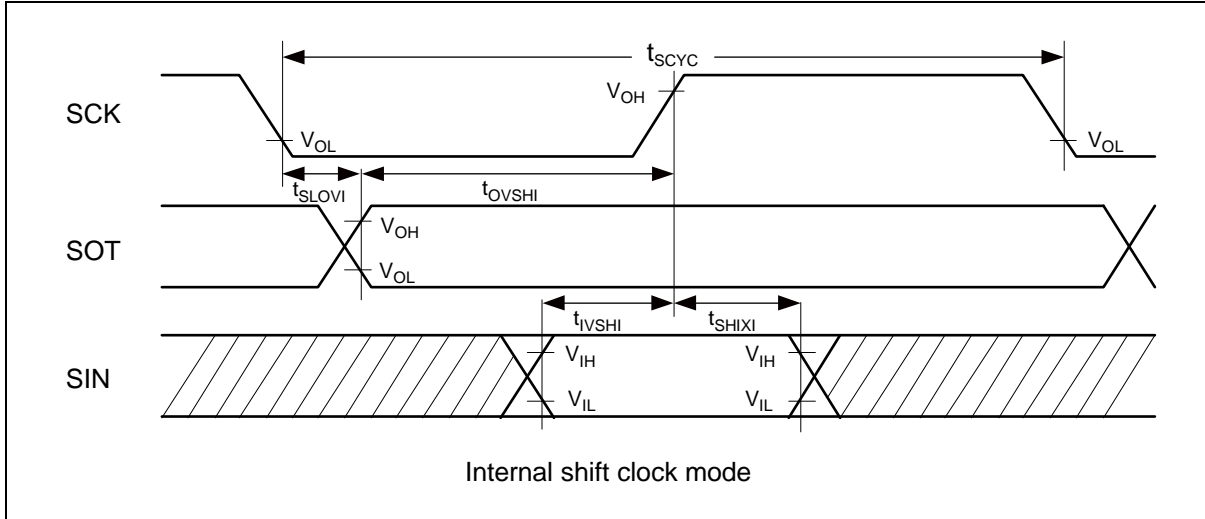 tSCYC
SCK
VOH
VOL
VOL
tSLOVI
tOVSHI
SOT
VOH
VOL
tIVSHI
tSHIXI
SIN
VIH
VIH
VIL
VIL
Internal shift clock mode